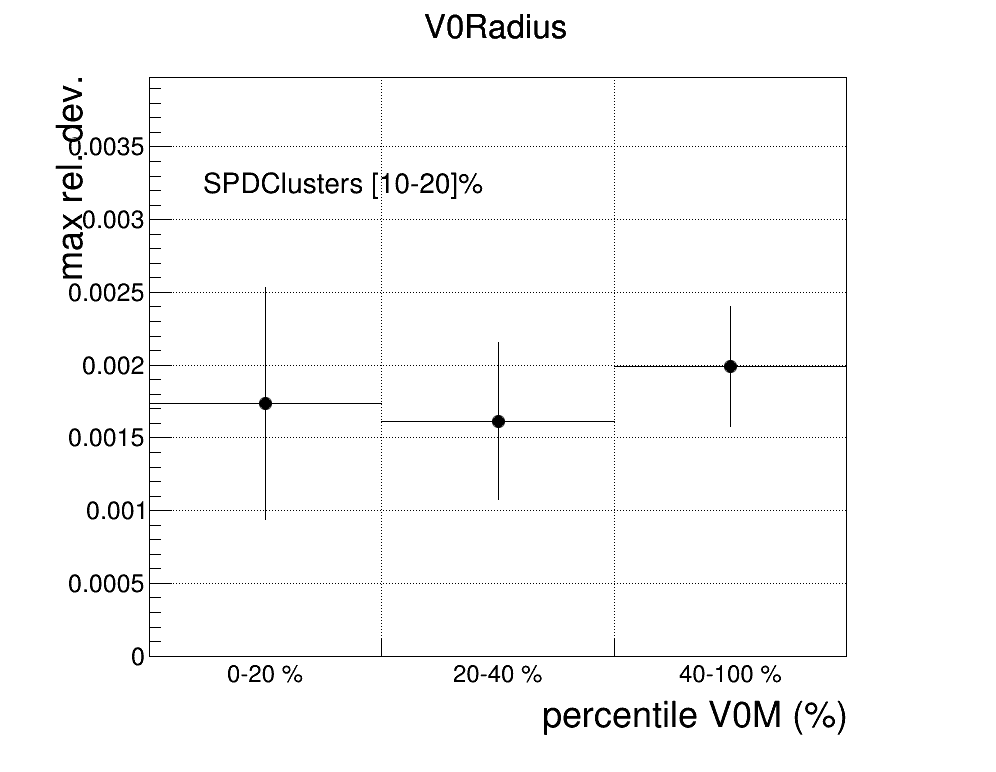 V0Radius
max rel. dev.
0.0035
SPDClusters [10-20]%
0.003
0.0025
0.002
0.0015
0.001
0.0005
0
0-20 % 20-40 % 40-100 %
percentile V0M (%)